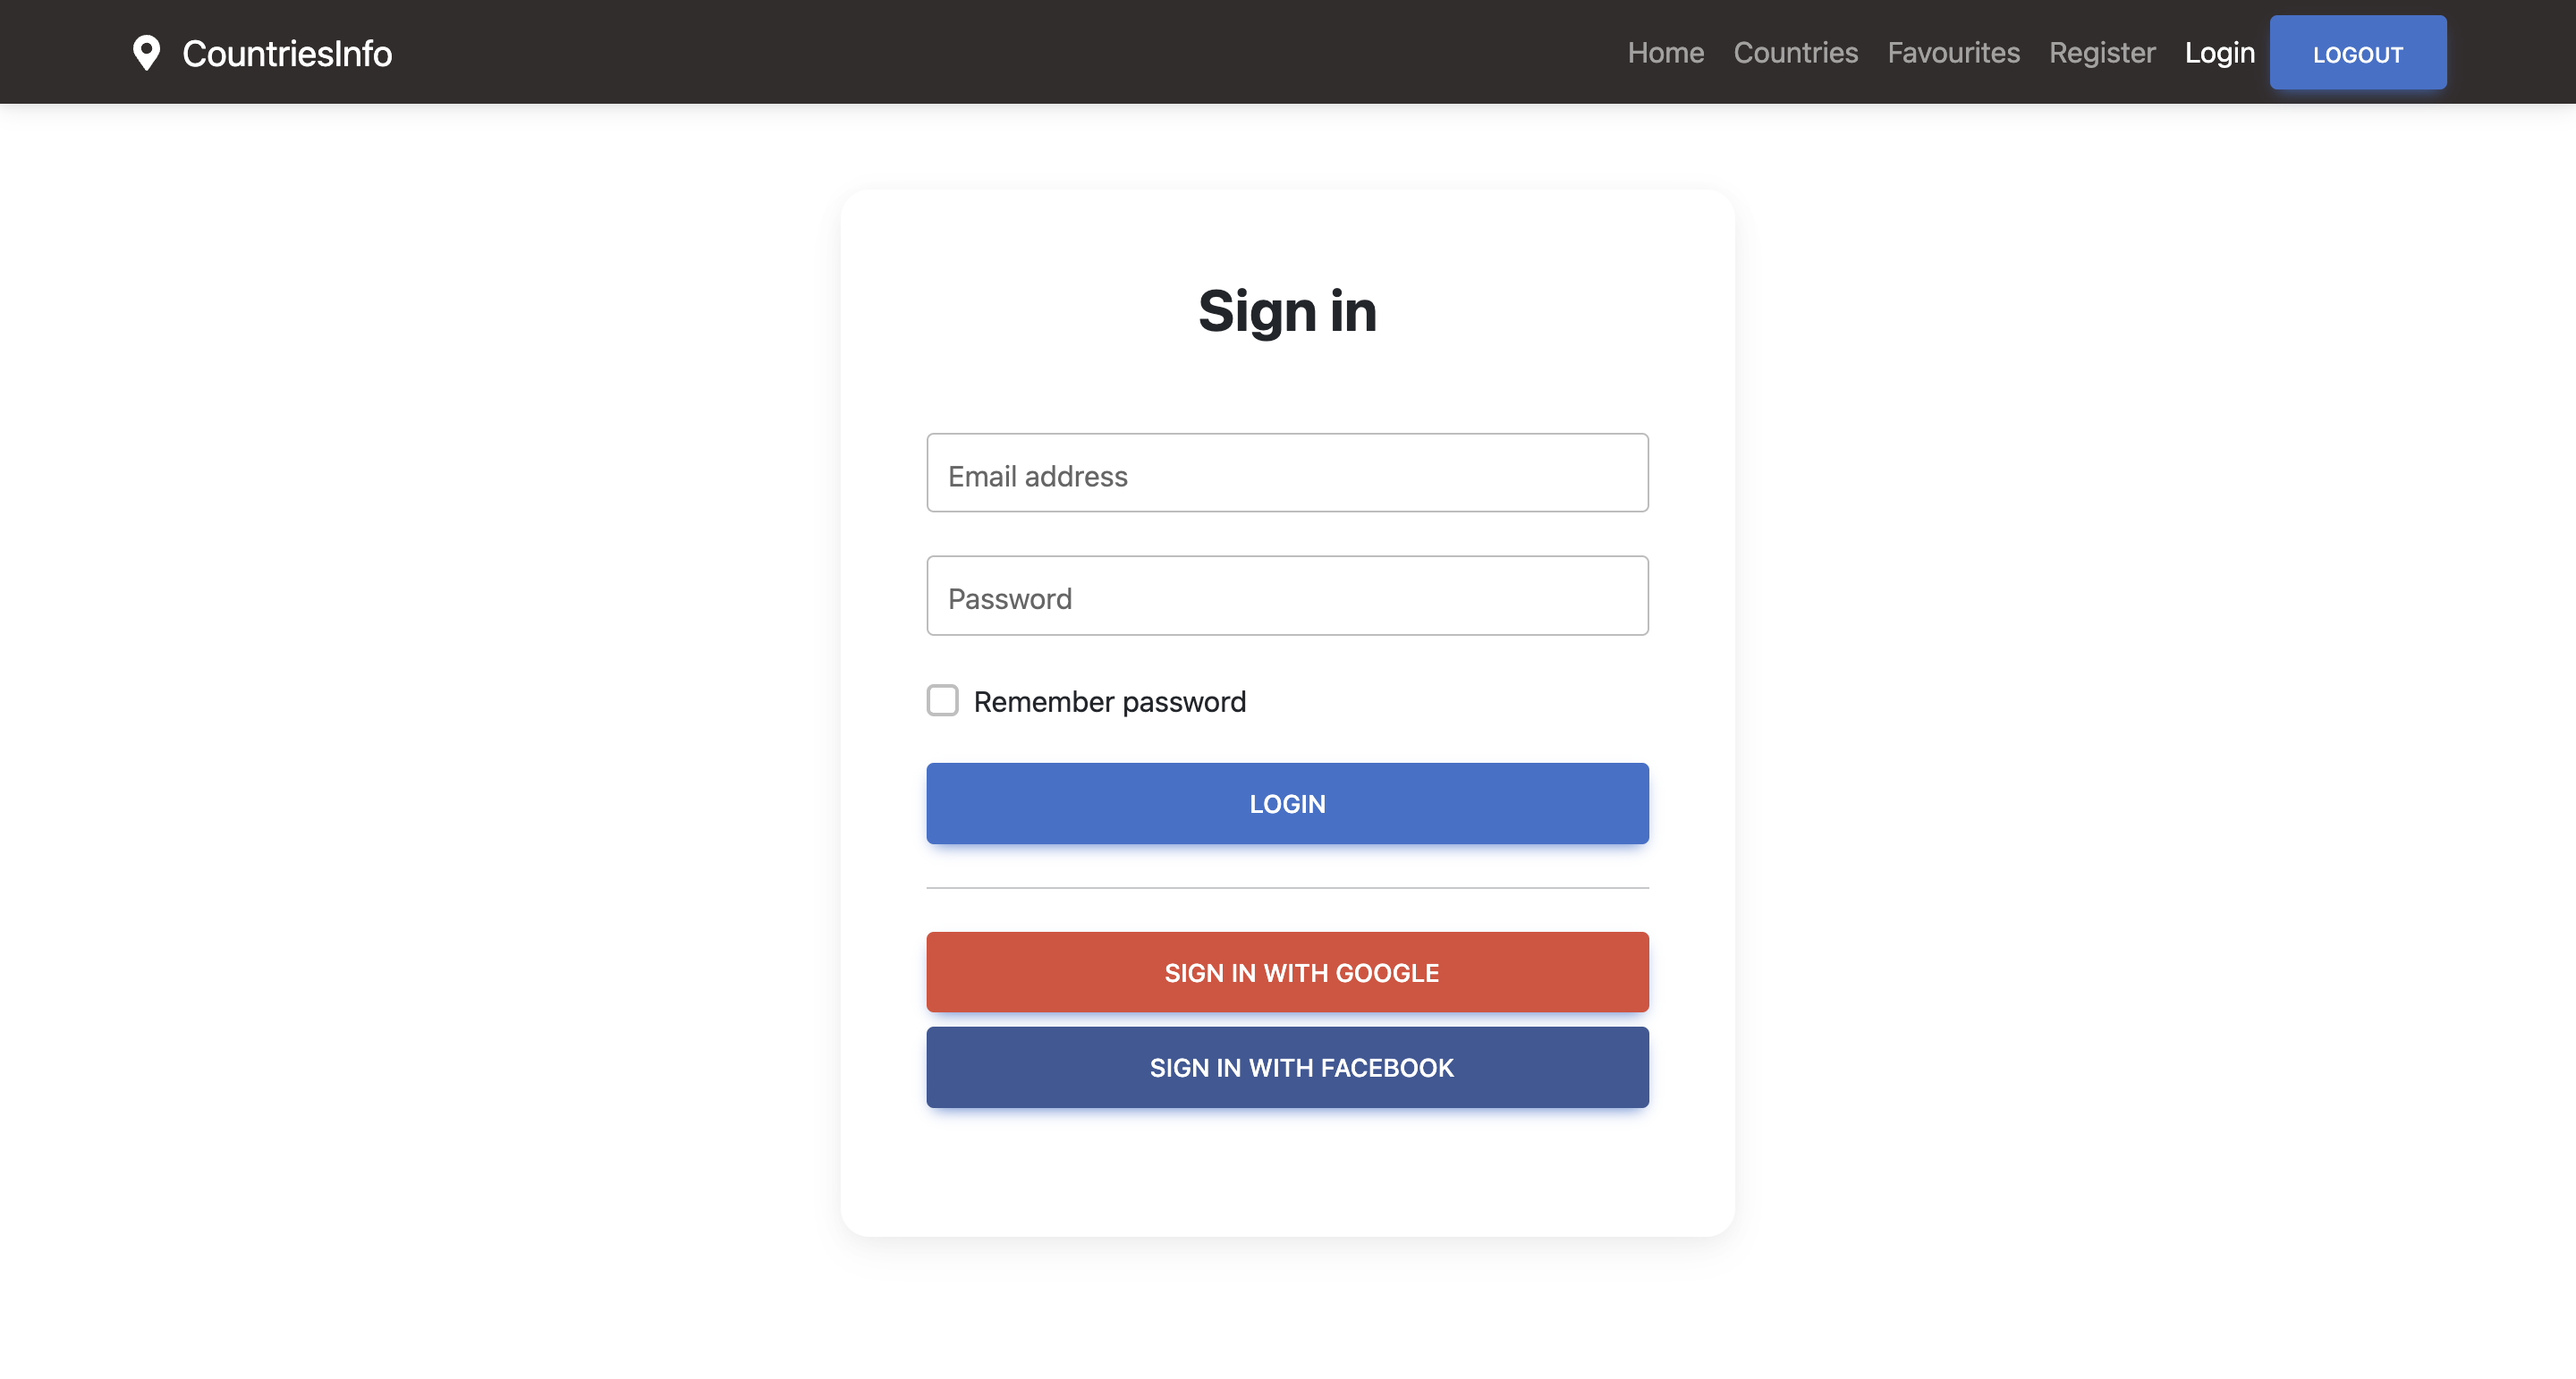 CountriesInfo
Home Countries Favourites Register Login LOGOUT
Sign in
Email address
Password
Remember password
LOGIN
SIGN IN WITH GOOGLE
SIGN IN WITH FACEBOOK